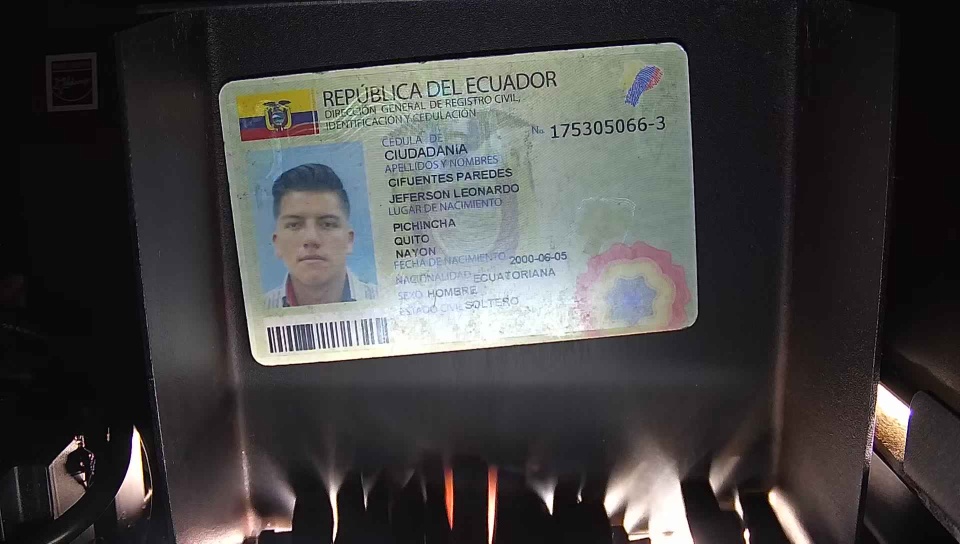 REPÚBLICA DEL ECUADOR
DIRECCIÓN GENERAL DE REGISTRO CIVIL,
IDENTIFICACIÓN Y CEDULACIÓN
CÉDULA DE
CIUDADANÍA
No. 175305066-3
APELLIDOS Y NOMBRES
CIFUENTES PAREDES
JEFERSON LEONARDO
LUGAR DE NACIMIENTO
PICHINCHA
QUITO
NAYON
FECHA DE NACIMIENTO 2000-06-05
NACIONALIDAD ECUATORIANA
SEXO HOMBRE
ESTADO CIVIL SOLTERO